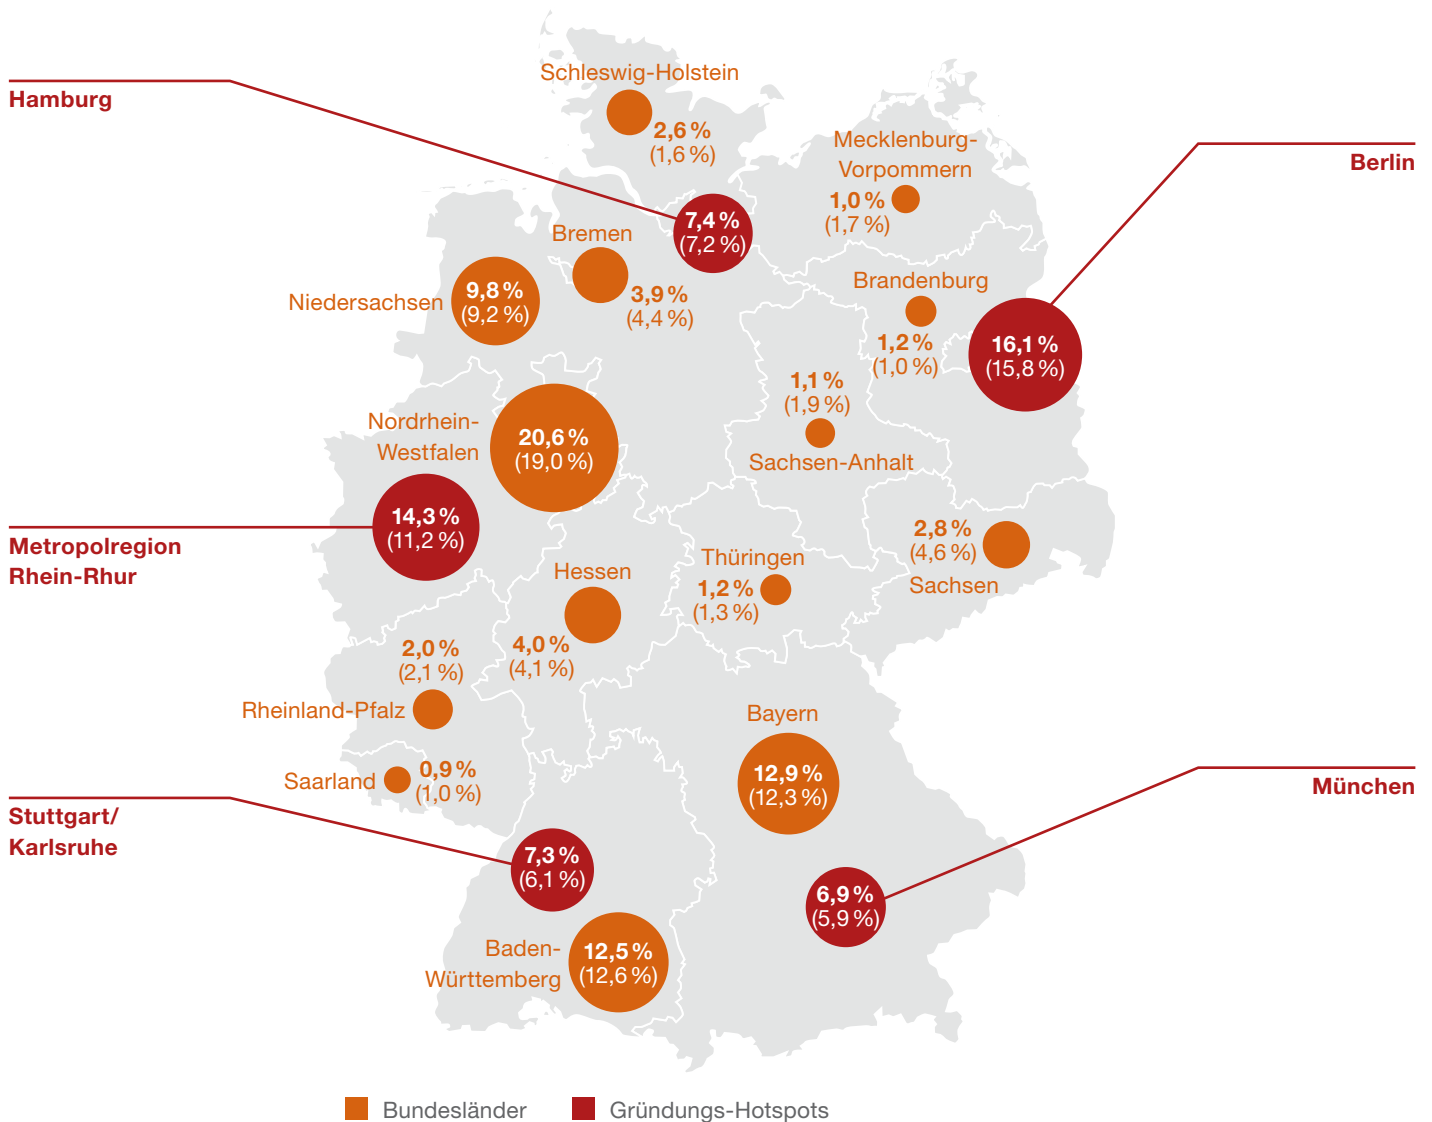 Schleswig-Holstein
2,6 %
(1,6 %)
Hamburg
7,4 %
(7,2 %)
Mecklenburg-
Vorpommern
1,0 %
(1,7 %)
Berlin
16,1 %
(15,8 %)
Bremen
3,9 %
(4,4 %)
Niedersachsen
9,8 %
(9,2 %)
Brandenburg
1,2 %
(1,0 %)
1,1 %
(1,9 %)
Sachsen-Anhalt
Nordrhein-
Westfalen
20,6 %
(19,0 %)
14,3 %
(11,2 %)
Metropolregion
Rhein-Rhur
2,8 %
(4,6 %)
Sachsen
Thüringen
1,2 %
(1,3 %)
Hessen
4,0 %
(4,1 %)
2,0 %
(2,1 %)
Rheinland-Pfalz
Saarland
0,9 %
(1,0 %)
Bayern
12,9 %
(12,3 %)
München
6,9 %
(5,9 %)
Stuttgart/
Karlsruhe
7,3 %
(6,1 %)
Baden-
Württemberg
12,5 %
(12,6 %)
Bundesländer
Gründungs-Hotspots